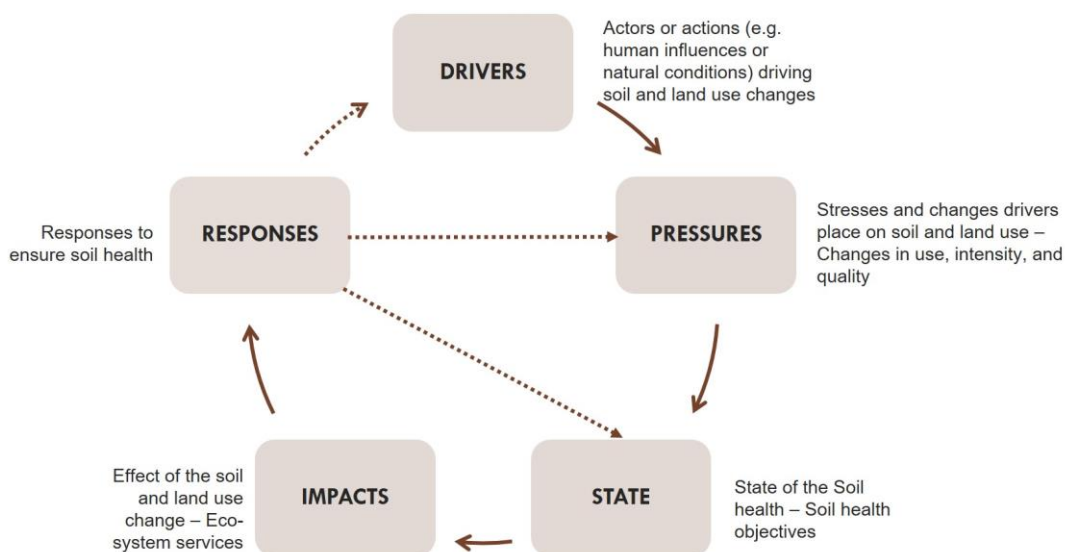 DRIVERS
Actors or actions (e.g.
human influences or
natural conditions) driving
soil and land use changes
Responses to
ensure soil health
RESPONSES
PRESSURES
Stresses and changes drivers
place on soil and land use –
Changes in use, intensity, and
quality
Effect of the soil
and land use
change – Eco-
system services
IMPACTS
STATE
State of the Soil
health – Soil health
objectives